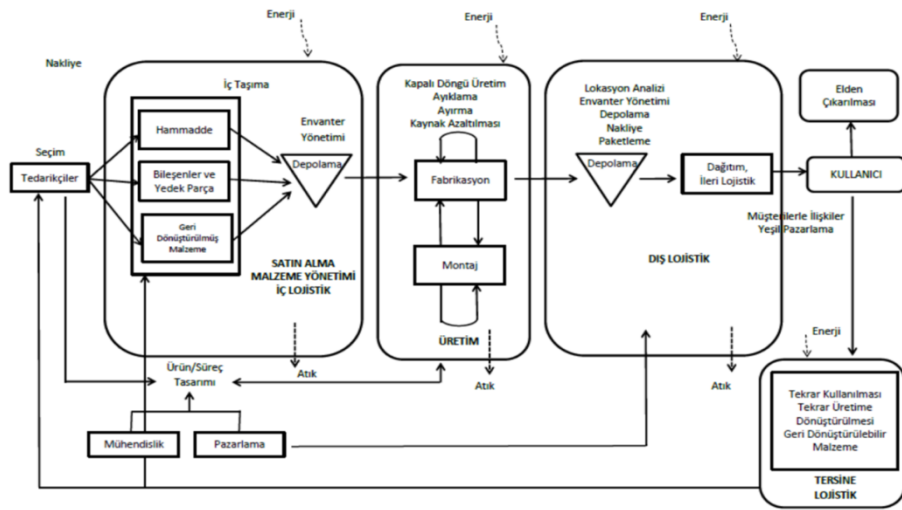 Enerji
Enerji
Enerji
Nakliye
İç Taşıma
Hammadde
Bileşenler ve
Yedek Parça
Geri
Dönüştürülmüş
Malzeme
Seçim
Tedarikçiler
Envanter
Yönetimi
Depolama
SATIN ALMA
MALZEME YÖNETİMİ
İÇ LOJİSTİK
Atık
Kapalı Döngü Üretim
Ayıklama
Ayırma
Kaynak Azaltılması
Fabrikasyon
Montaj
ÜRETİM
Atık
Lokasyon Analizi
Envanter Yönetimi
Depolama
Nakliye
Paketleme
Depolama
Dağıtım,
İleri Lojistik
DIŞ LOJİSTİK
Atık
Elden
Çıkarılması
KULLANICI
Müşterilerle İlişkiler
Yeşil Pazarlama
Enerji
Ürün/Süreç
Tasarımı
Mühendislik
Pazarlama
Tekrar Kullanılması
Tekrar Üretime
Dönüştürülmesi
Geri Dönüştürülebilir
Malzeme
TERSİNE
LOJİSTİK